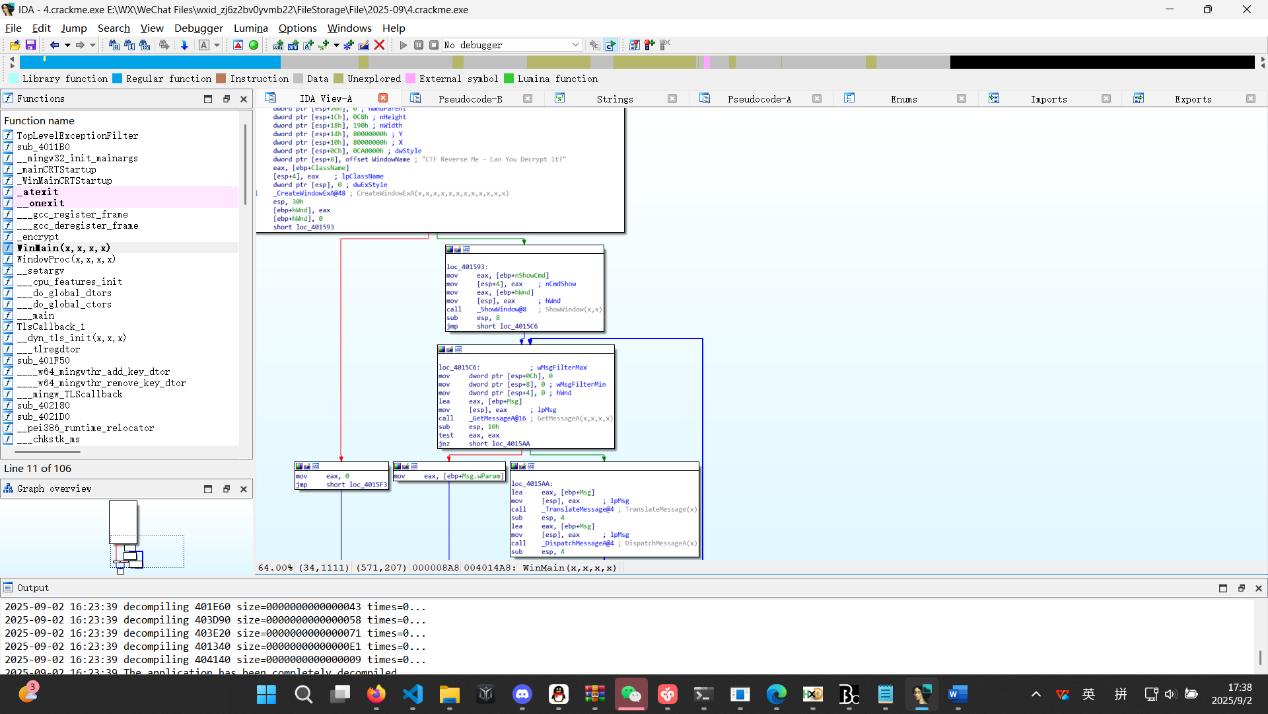 IDA - 4.crackme.exe E:\WX\WeChat Files\wxid_zj6z2bv0yvmb22\FileStorage\File\2025-09\4.crackme.exe
File Edit Jump Search View Debugger Lumina Options Windows Help
No debugger
Library function Regular function Instruction Data Unexplored External symbol Lumina function
Functions
IDA View-A Pseudocode-B Strings Pseudocode-A Enums Imports Exports
Function name
TopLevelExceptionFilter
sub_4011B0
__mingw32_init_mainargs
_mainCRTStartup
_WinMainCRTStartup
_atexit
__onexit
___gcc_register_frame
___gcc_deregister_frame
_encrypt
WinMain(x,x,x,x)
WindowProc(x,x,x,x)
__setargv
___cpu_features_init
___do_global_dtors
___do_global_ctors
___main
TlsCallback_1
__dyn_tls_init(x,x,x)
___tlregdtor
sub_401F50
____w64_mingwthr_add_key_dtor
____w64_mingwthr_remove_key_dtor
___mingw_TLScallback
sub_402180
sub_4021D0
__pei386_runtime_relocator
___chkstk_ms
Line 11 of 106
Graph overview
dword ptr [esp+20h], 0 ; hWndParent
dword ptr [esp+1Ch], 0C8h ; nHeight
dword ptr [esp+18h], 190h ; nWidth
dword ptr [esp+14h], 80000000h ; Y
dword ptr [esp+10h], 80000000h ; X
dword ptr [esp+0Ch], 0CA0000h ; dwStyle
dword ptr [esp+8], offset WindowName ; "CTF Reverse Me - Can You Decrypt It?"
eax, [ebp+ClassName]
[esp+4], eax ; lpClassName
dword ptr [esp], 0 ; dwExStyle
_CreateWindowExA@48 ; CreateWindowExA(x,x,x,x,x,x,x,x,x,x,x,x)
esp, 30h
[ebp+hWnd], eax
[ebp+hWnd], 0
short loc_401593
loc_401593:
mov eax, [ebp+nShowCmd]
mov [esp+4], eax ; nCmdShow
mov eax, [ebp+hWnd]
mov [esp], eax ; hWnd
call _ShowWindow@8 ; ShowWindow(x,x)
sub esp, 8
jmp short loc_4015C6
loc_4015C6: ; wMsgFilterMax
mov dword ptr [esp+0Ch], 0
mov dword ptr [esp+8], 0 ; wMsgFilterMin
mov dword ptr [esp+4], 0 ; hWnd
lea eax, [ebp+Msg]
mov [esp], eax ; lpMsg
call _GetMessageA@16 ; GetMessageA(x,x,x,x)
sub esp, 10h
test eax, eax
jnz short loc_4015AA
mov eax, 0
jmp short loc_4015F3
mov eax, [ebp+Msg.wParam]
loc_4015AA:
lea eax, [ebp+Msg]
mov [esp], eax ; lpMsg
call _TranslateMessage@4 ; TranslateMessage(x)
sub esp, 4
lea eax, [ebp+Msg]
mov [esp], eax ; lpMsg
call _DispatchMessageA@4 ; DispatchMessageA(x)
sub esp, 4
64.00% (34,1111) (571,207) 000008A8 004014A8: WinMain(x,x,x,x)
Output
2025-09-02 16:23:39 decompiling 401E60 size=0000000000000043 times=0...
2025-09-02 16:23:39 decompiling 403D90 size=0000000000000058 times=0...
2025-09-02 16:23:39 decompiling 403E20 size=0000000000000071 times=0...
2025-09-02 16:23:39 decompiling 401340 size=00000000000000E1 times=0...
2025-09-02 16:23:39 decompiling 404140 size=0000000000000009 times=0...
2025-09-02 16:23:39 The application has been completely decompiled
3
英 拼
17:38
2025/9/2